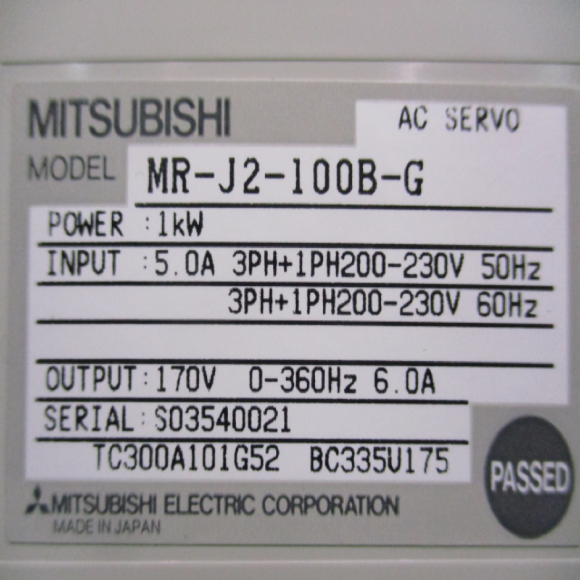 MITSUBISHI AC SERVO
MODEL MR-J2-100B-G
POWER :1kW
INPUT :5.0A 3PH+1PH200-230V 50Hz
3PH+1PH200-230V 60Hz
OUTPUT:170V 0-360Hz 6.0A
SERIAL:S03540021
TC300A101G52 BC335U175
PASSED
MITSUBISHI ELECTRIC CORPORATION
MADE IN JAPAN